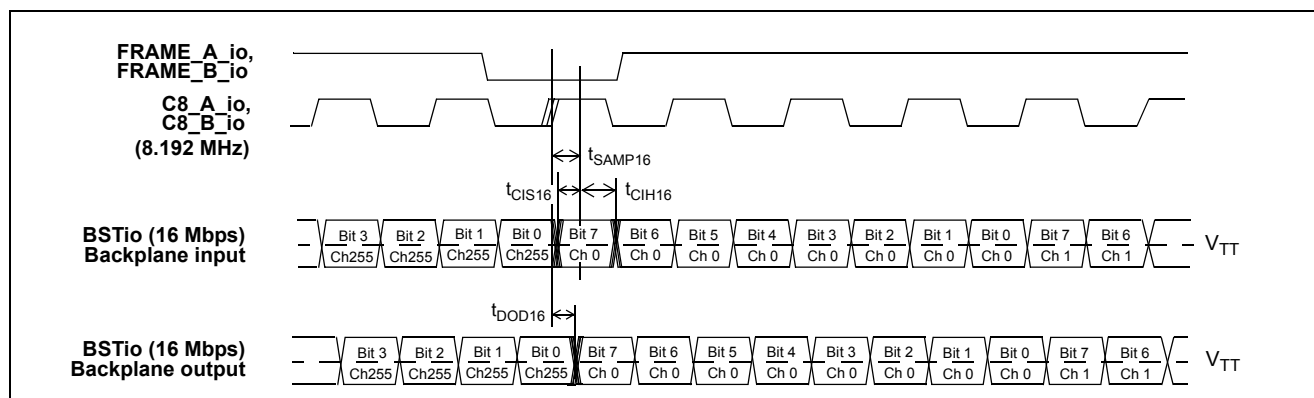 FRAME_A_io,
FRAME_B_io
C8_A_io,
C8_B_io
(8.192 MHz)
tSAMP16
tCIS16
tCIH16
BSTio (16 Mbps)
Backplane input
Bit 3 Bit 2 Bit 1 Bit 0 Bit 7 Bit 6 Bit 5 Bit 4 Bit 3 Bit 2 Bit 1 Bit 0 Bit 7 Bit 6
Ch255 Ch255 Ch255 Ch255 Ch 0 Ch 0 Ch 0 Ch 0 Ch 0 Ch 0 Ch 0 Ch 0 Ch 1 Ch 1
VTT
tDOD16
BSTio (16 Mbps)
Backplane output
Bit 3 Bit 2 Bit 1 Bit 0 Bit 7 Bit 6 Bit 5 Bit 4 Bit 3 Bit 2 Bit 1 Bit 0 Bit 7 Bit 6
Ch255 Ch255 Ch255 Ch255 Ch 0 Ch 0 Ch 0 Ch 0 Ch 0 Ch 0 Ch 0 Ch 0 Ch 1 Ch 1
VTT